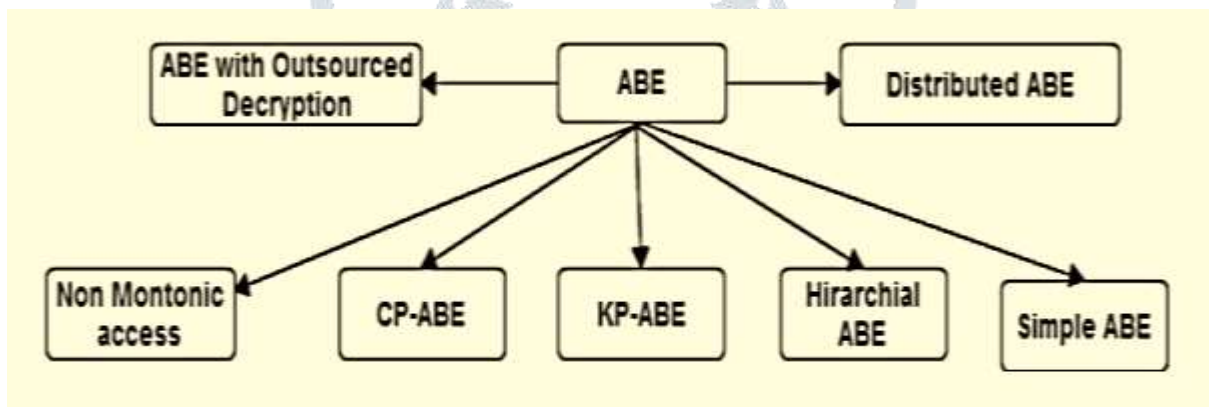 ABE with Outsourced
Decryption
ABE
Distributed ABE
Non Montonic
access
CP-ABE
KP-ABE
Hirarchial
ABE
Simple ABE